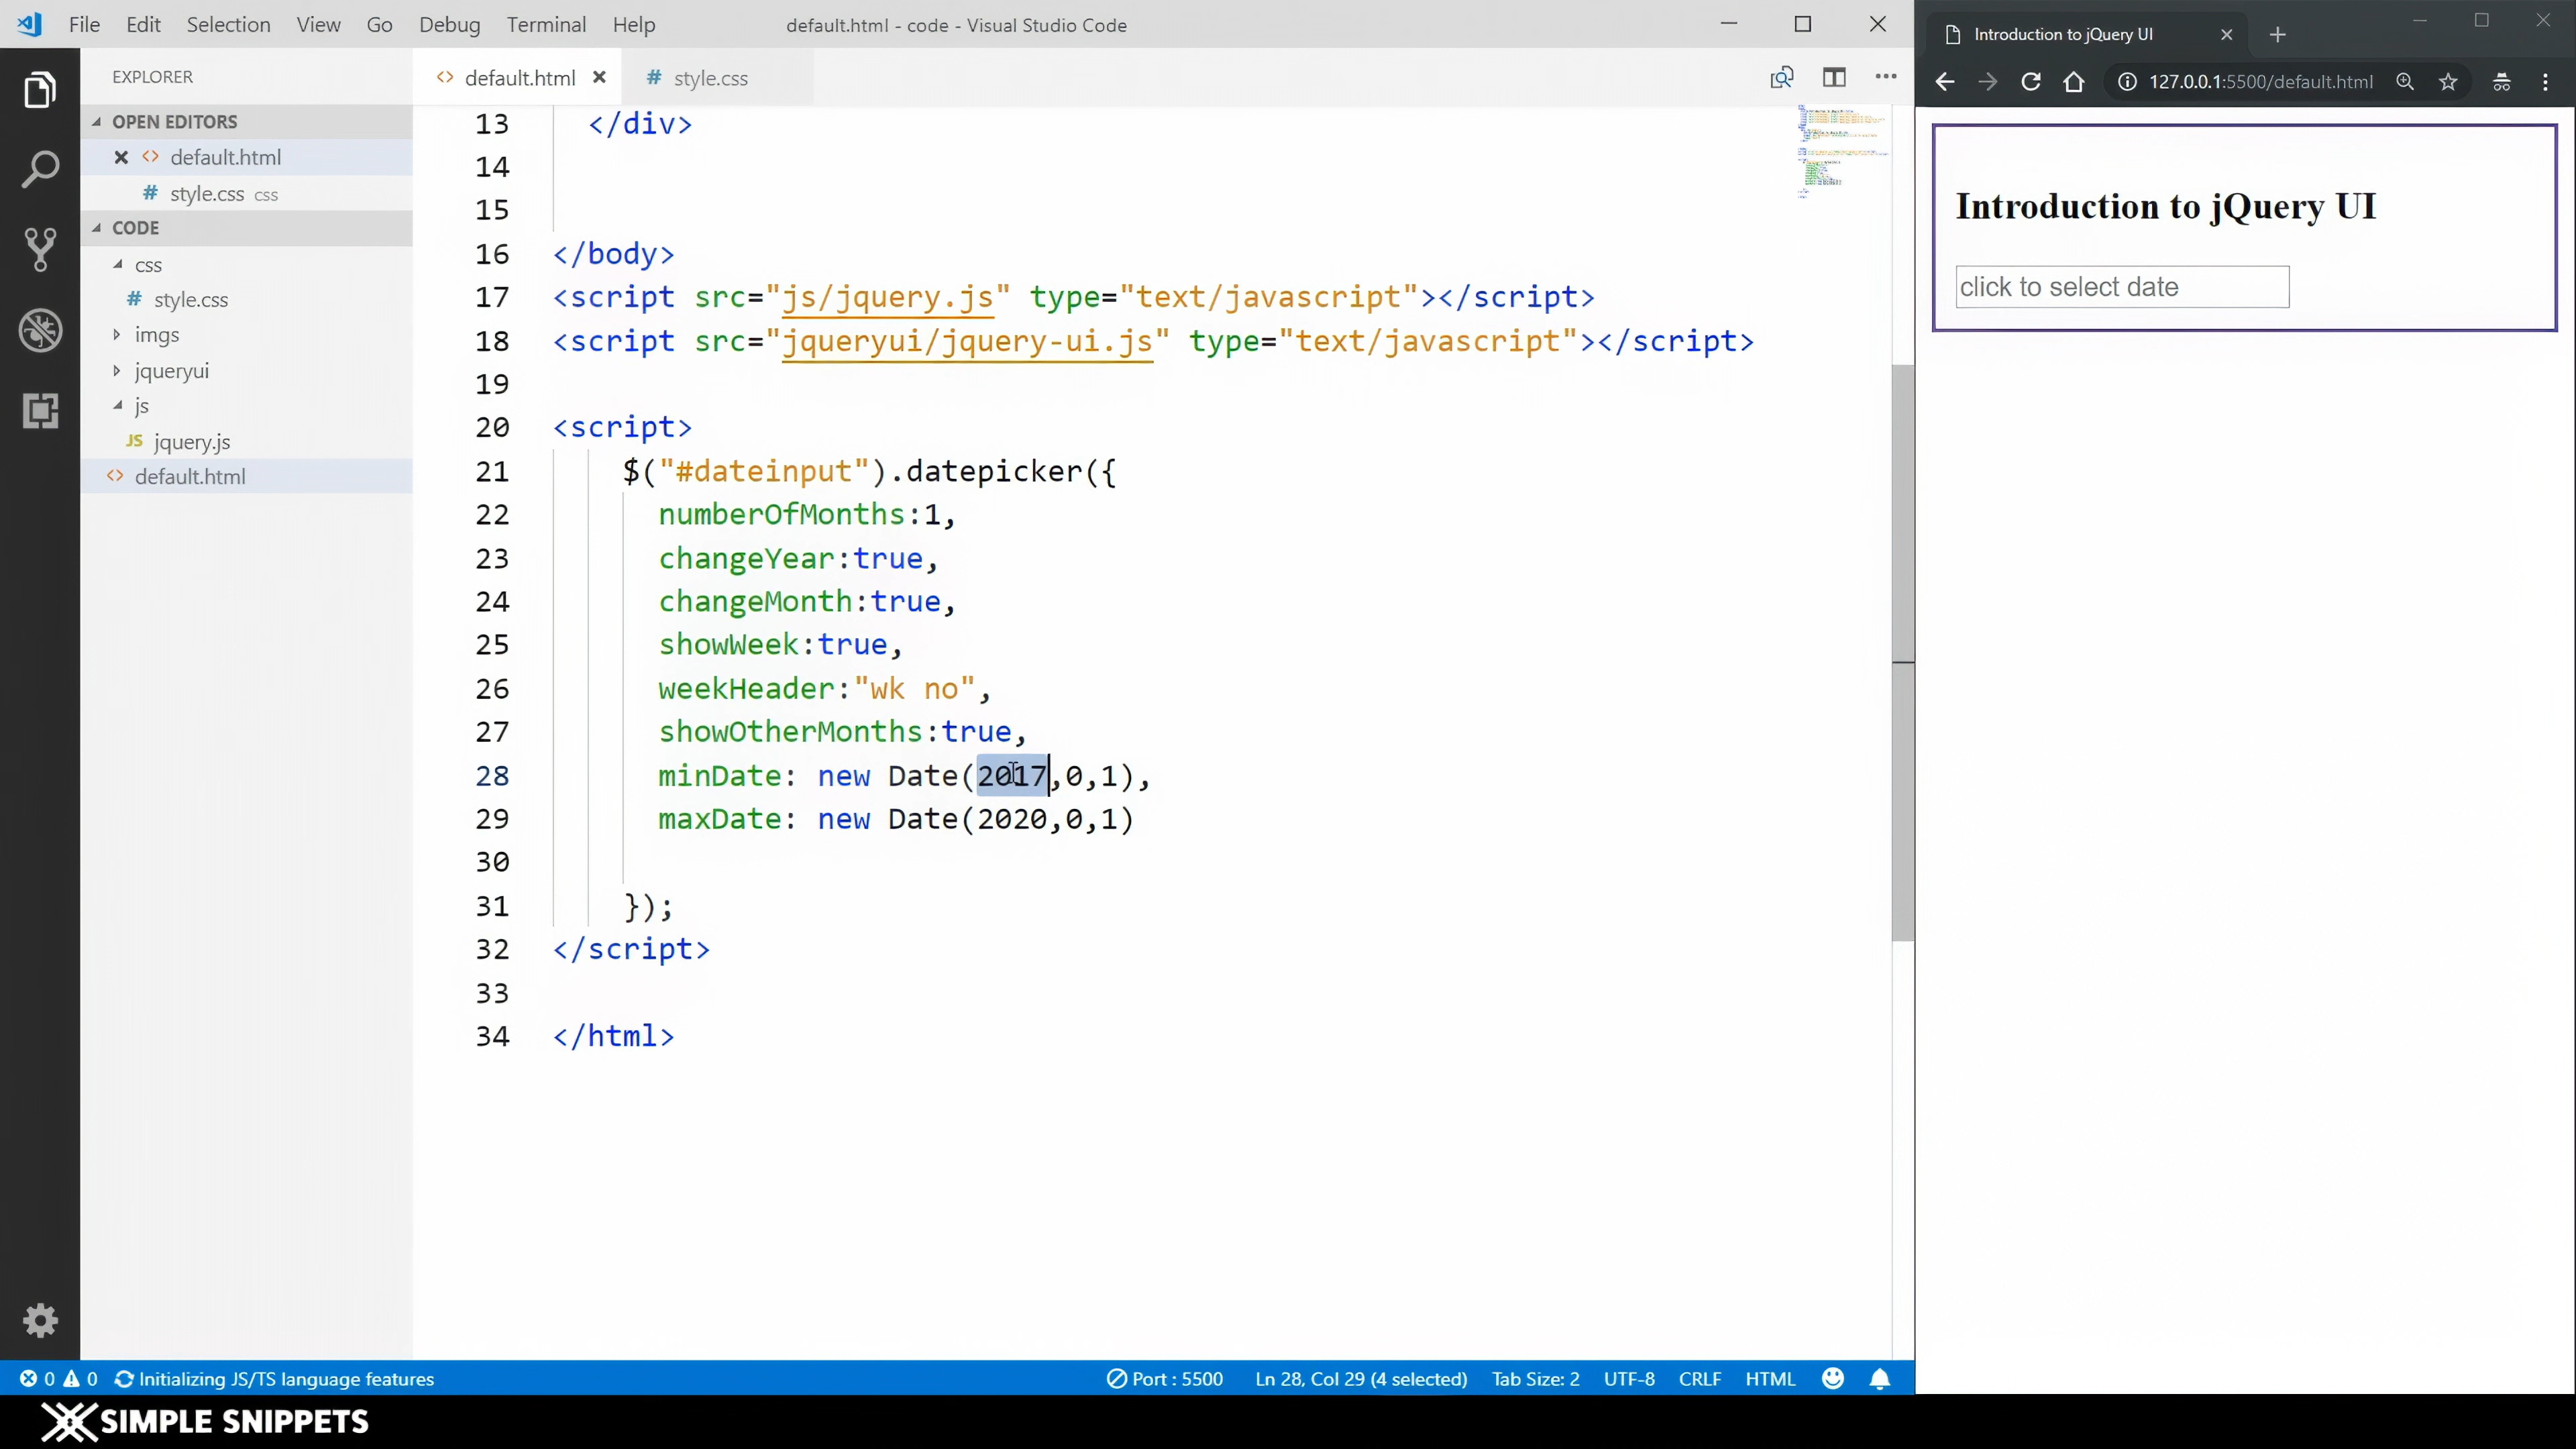 File Edit Selection View Go Debug Terminal Help
default.html - code - Visual Studio Code
EXPLORER
OPEN EDITORS
default.html
style.css css
CODE
css
style.css
imgs
jqueryui
js
JS jquery.js
default.html
default.html
# style.css
13 </div>
14
15
16 </body>
17 <script src="js/jquery.js" type="text/javascript"></script>
18 <script src="jqueryui/jquery-ui.js" type="text/javascript"></script>
19
20 <script>
21 $("#dateinput").datepicker({
22 numberOfMonths:1,
23 changeYear:true,
24 changeMonth:true,
25 showWeek:true,
26 weekHeader:"wk no",
27 showOtherMonths:true,
28 minDate: new Date(2017,0,1),
29 maxDate: new Date(2020,0,1)
30
31 });
32 </script>
33
34 </html>
0 0 Initializing JS/TS language features
Port : 5500 Ln 28, Col 29 (4 selected) Tab Size: 2 UTF-8 CRLF HTML
Introduction to jQuery UI
127.0.0.1:5500/default.html
Introduction to jQuery UI
click to select date
SIMPLE SNIPPETS